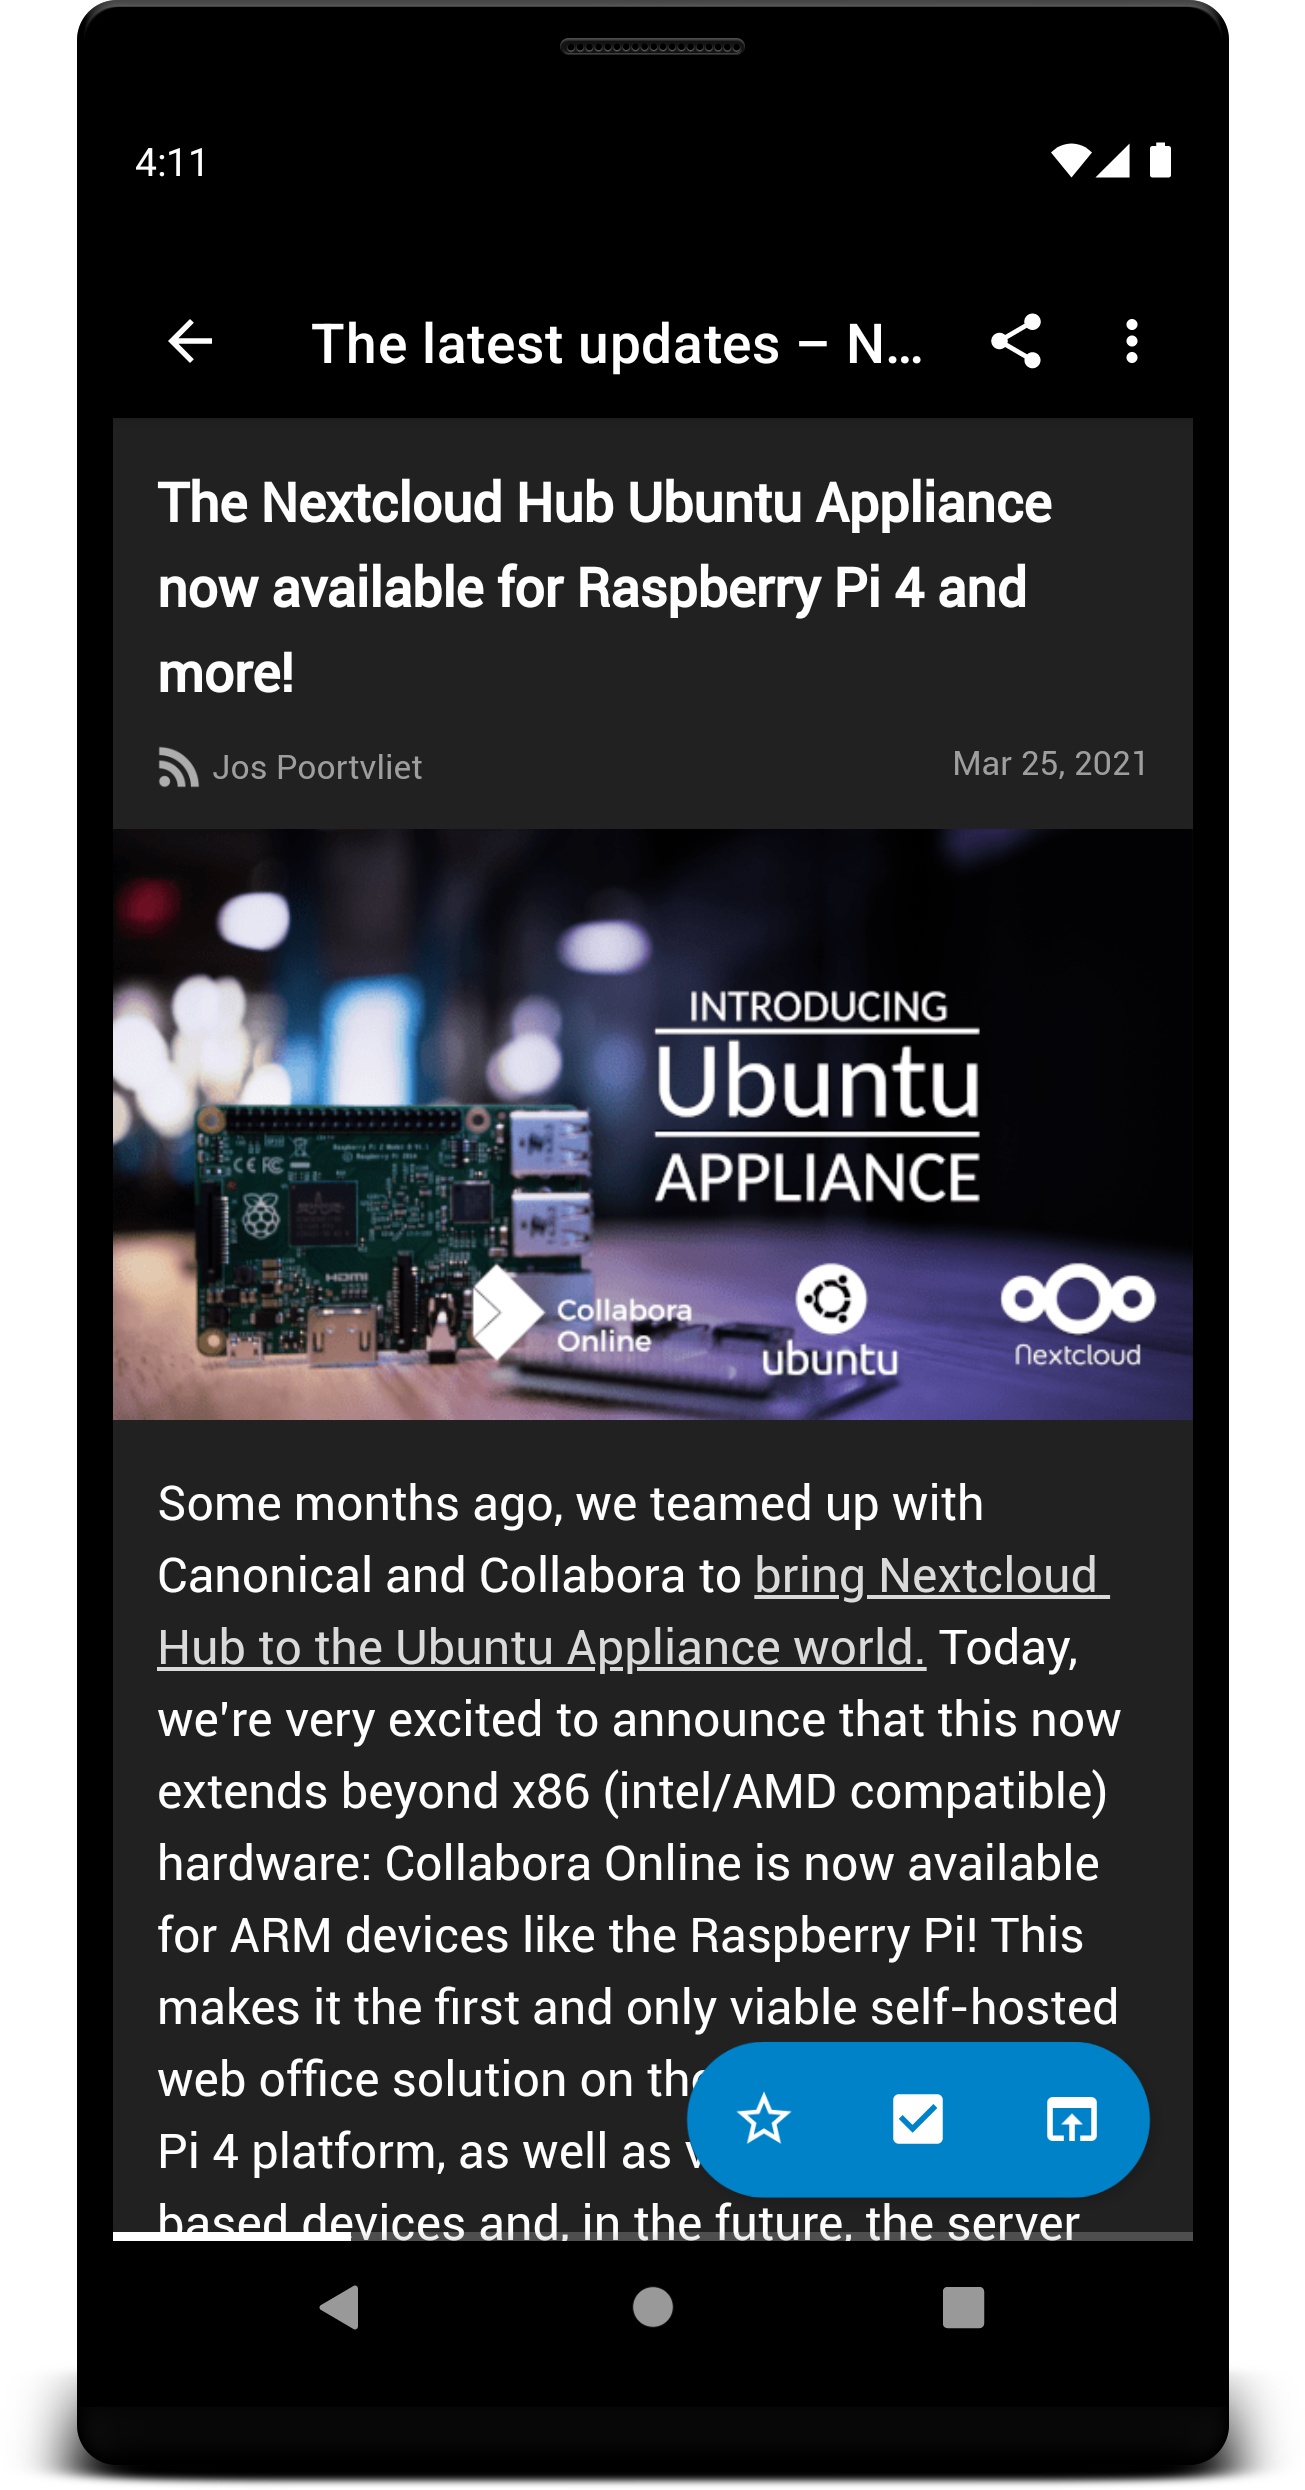 4:11
The latest updates – N...
The Nextcloud Hub Ubuntu Appliance
now available for Raspberry Pi 4 and
more!
Jos Poortvliet
Mar 25, 2021
INTRODUCING
Ubuntu
APPLIANCE
HDMI
Collabora
Online
ubuntu
Nextcloud
Some months ago, we teamed up with
Canonical and Collabora to bring Nextcloud
Hub to the Ubuntu Appliance world. Today,
we're very excited to announce that this now
extends beyond x86 (intel/AMD compatible)
hardware: Collabora Online is now available
for ARM devices like the Raspberry Pi! This
makes it the first and only viable self-hosted
web office solution on the
Pi 4 platform, as well as
based devices and, in the future, the server